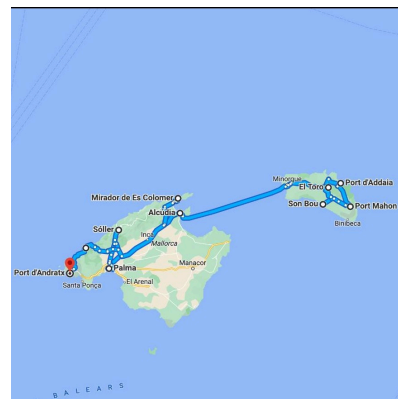 Minorque
Port d'Addaia
El Toro
Mirador de Es Colomer
Son Bou
Port Mahon
Alcúdia
Binibeca
Sóller
Inca
Mallorca
Manacor
Port d'Andratx
Palma
Santa Ponça
El Arenal
BALEARS